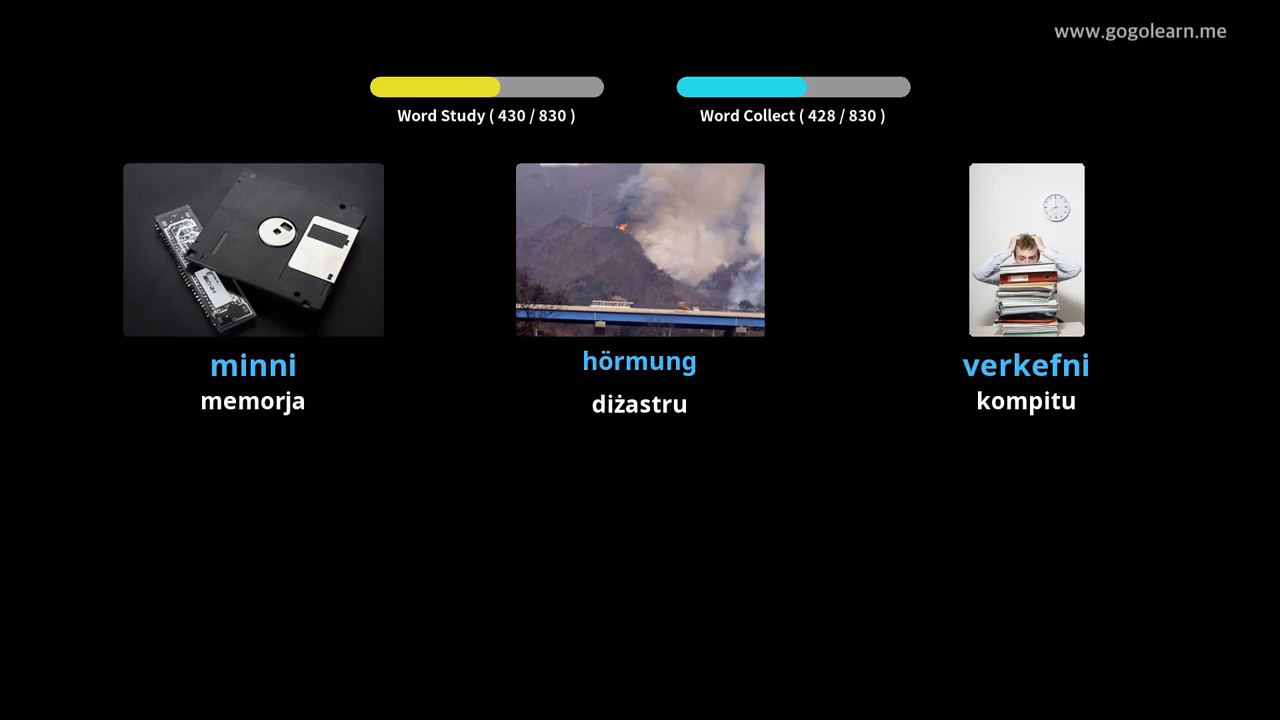 www.gogolearn.me
Word Study ( 430 / 830 )
Word Collect ( 428 / 830 )
minni
hörmung
verkefni
memorja
diżastru
kompitu